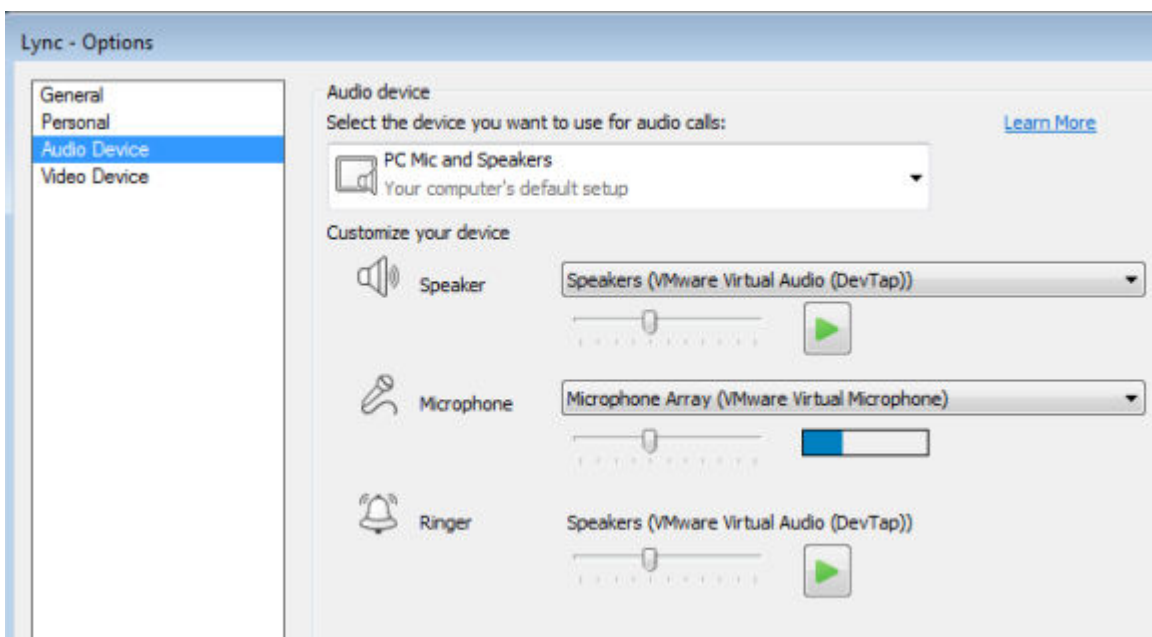 Lync - Options
General
Personal
Audio Device
Video Device
Audio device
Select the device you want to use for audio calls:
Learn More
PC Mic and Speakers
Your computer's default setup
Customize your device
Speaker
Speakers (VMware Virtual Audio (DevTap))
Microphone
Microphone Array (VMware Virtual Microphone)
Ringer
Speakers (VMware Virtual Audio (DevTap))